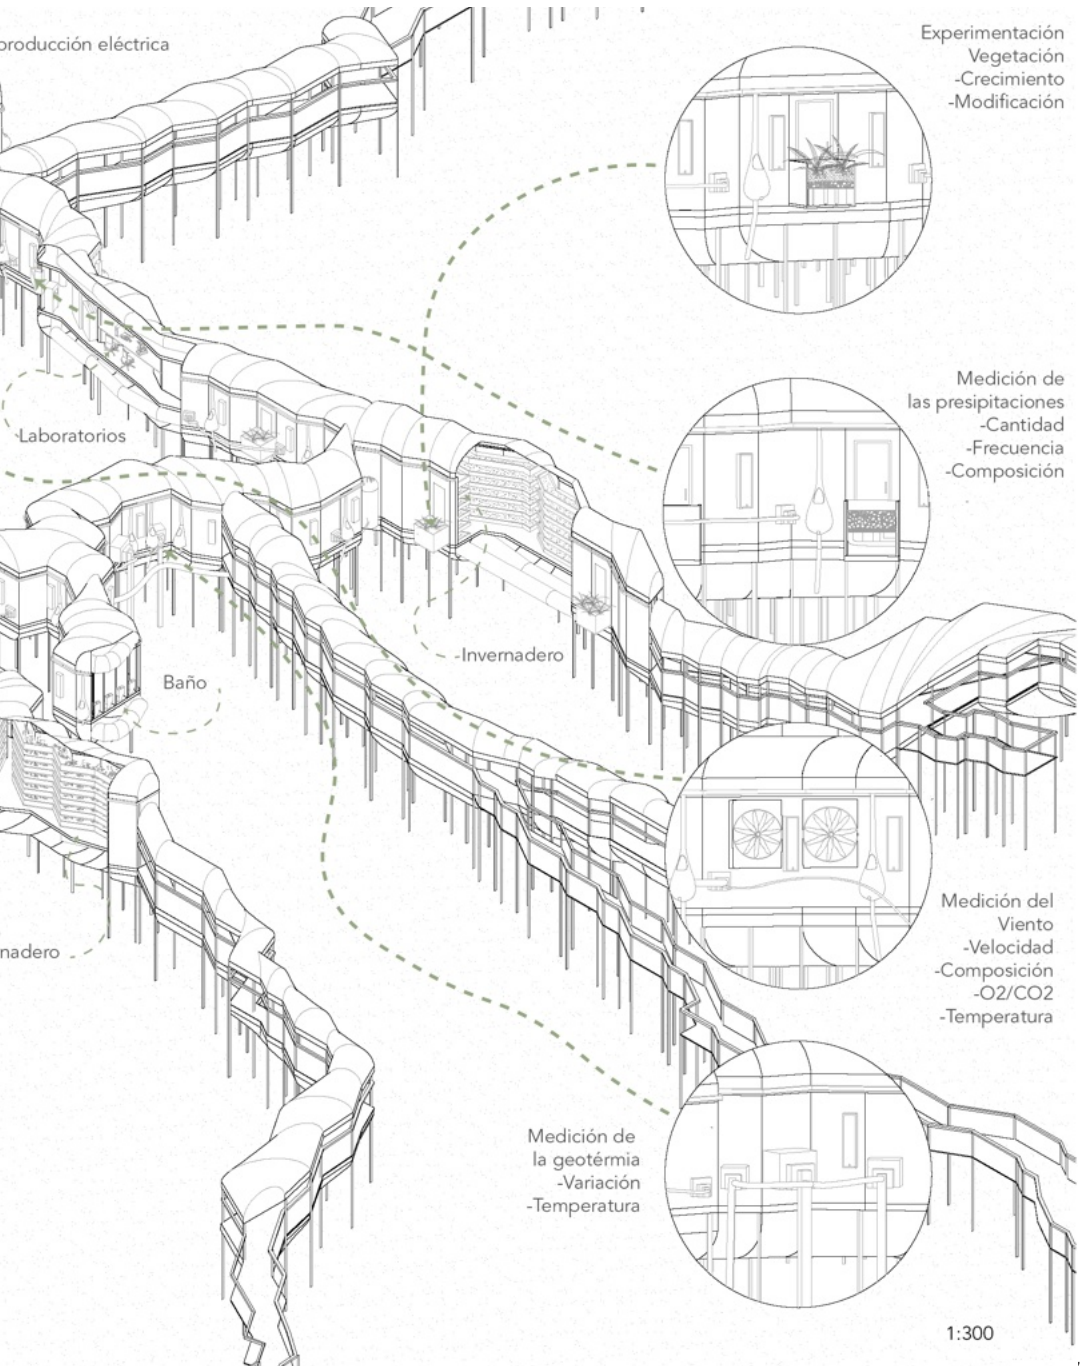 producción eléctrica
Experimentación
Vegetación
-Crecimiento
-Modificación
Medición de
las presipitaciones
-Cantidad
-Frecuencia
-Composición
Laboratorios
-Invernadero
Baño
nadero
Medición del
Viento
-Velocidad
-Composición
-O2/CO2
-Temperatura
Medición de
la geotérmia
-Variación
-Temperatura
1:300